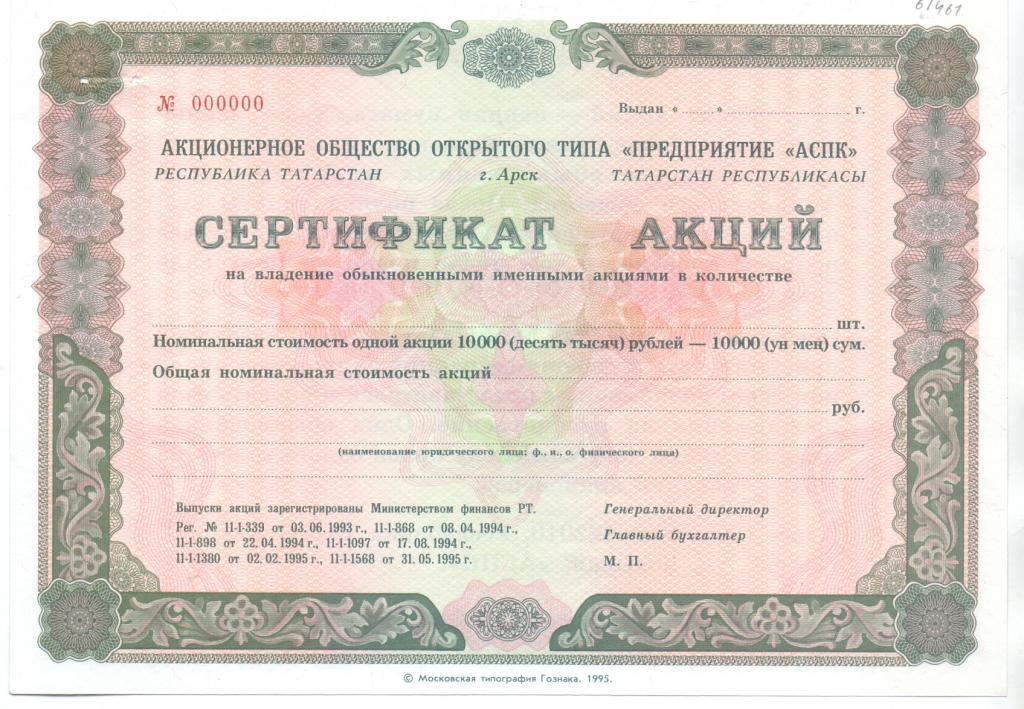 6/461
№ 000000
Выдан « ...... » .............................. г.
АКЦИОНЕРНОЕ ОБЩЕСТВО ОТКРЫТОГО ТИПА «ПРЕДПРИЯТИЕ «АСПК»
РЕСПУБЛИКА ТАТАРСТАН г. Арск ТАТАРСТАН РЕСПУБЛИКАСЫ
СЕРТИФИКАТ АКЦИЙ
на владение обыкновенными именными акциями в количестве
шт.
Номинальная стоимость одной акции 10000 (десять тысяч) рублей — 10000 (ун мең) сум.
Общая номинальная стоимость акций
руб.
(наименование юридического лица; ф., и., о. физического лица)
Выпуски акций зарегистрированы Министерством финансов РТ.
Рег. № 11-1-339 от 03.06.1993 г., 11-1-868 от 08.04.1994 г.,
11-1-898 от 22.04.1994 г., 11-1-1097 от 17.08.1994 г.,
11-1-1380 от 02.02.1995 г., 11-1-1568 от 31.05.1995 г.
Генеральный директор
Главный бухгалтер
М. П.
© Московская типография Гознака. 1995.